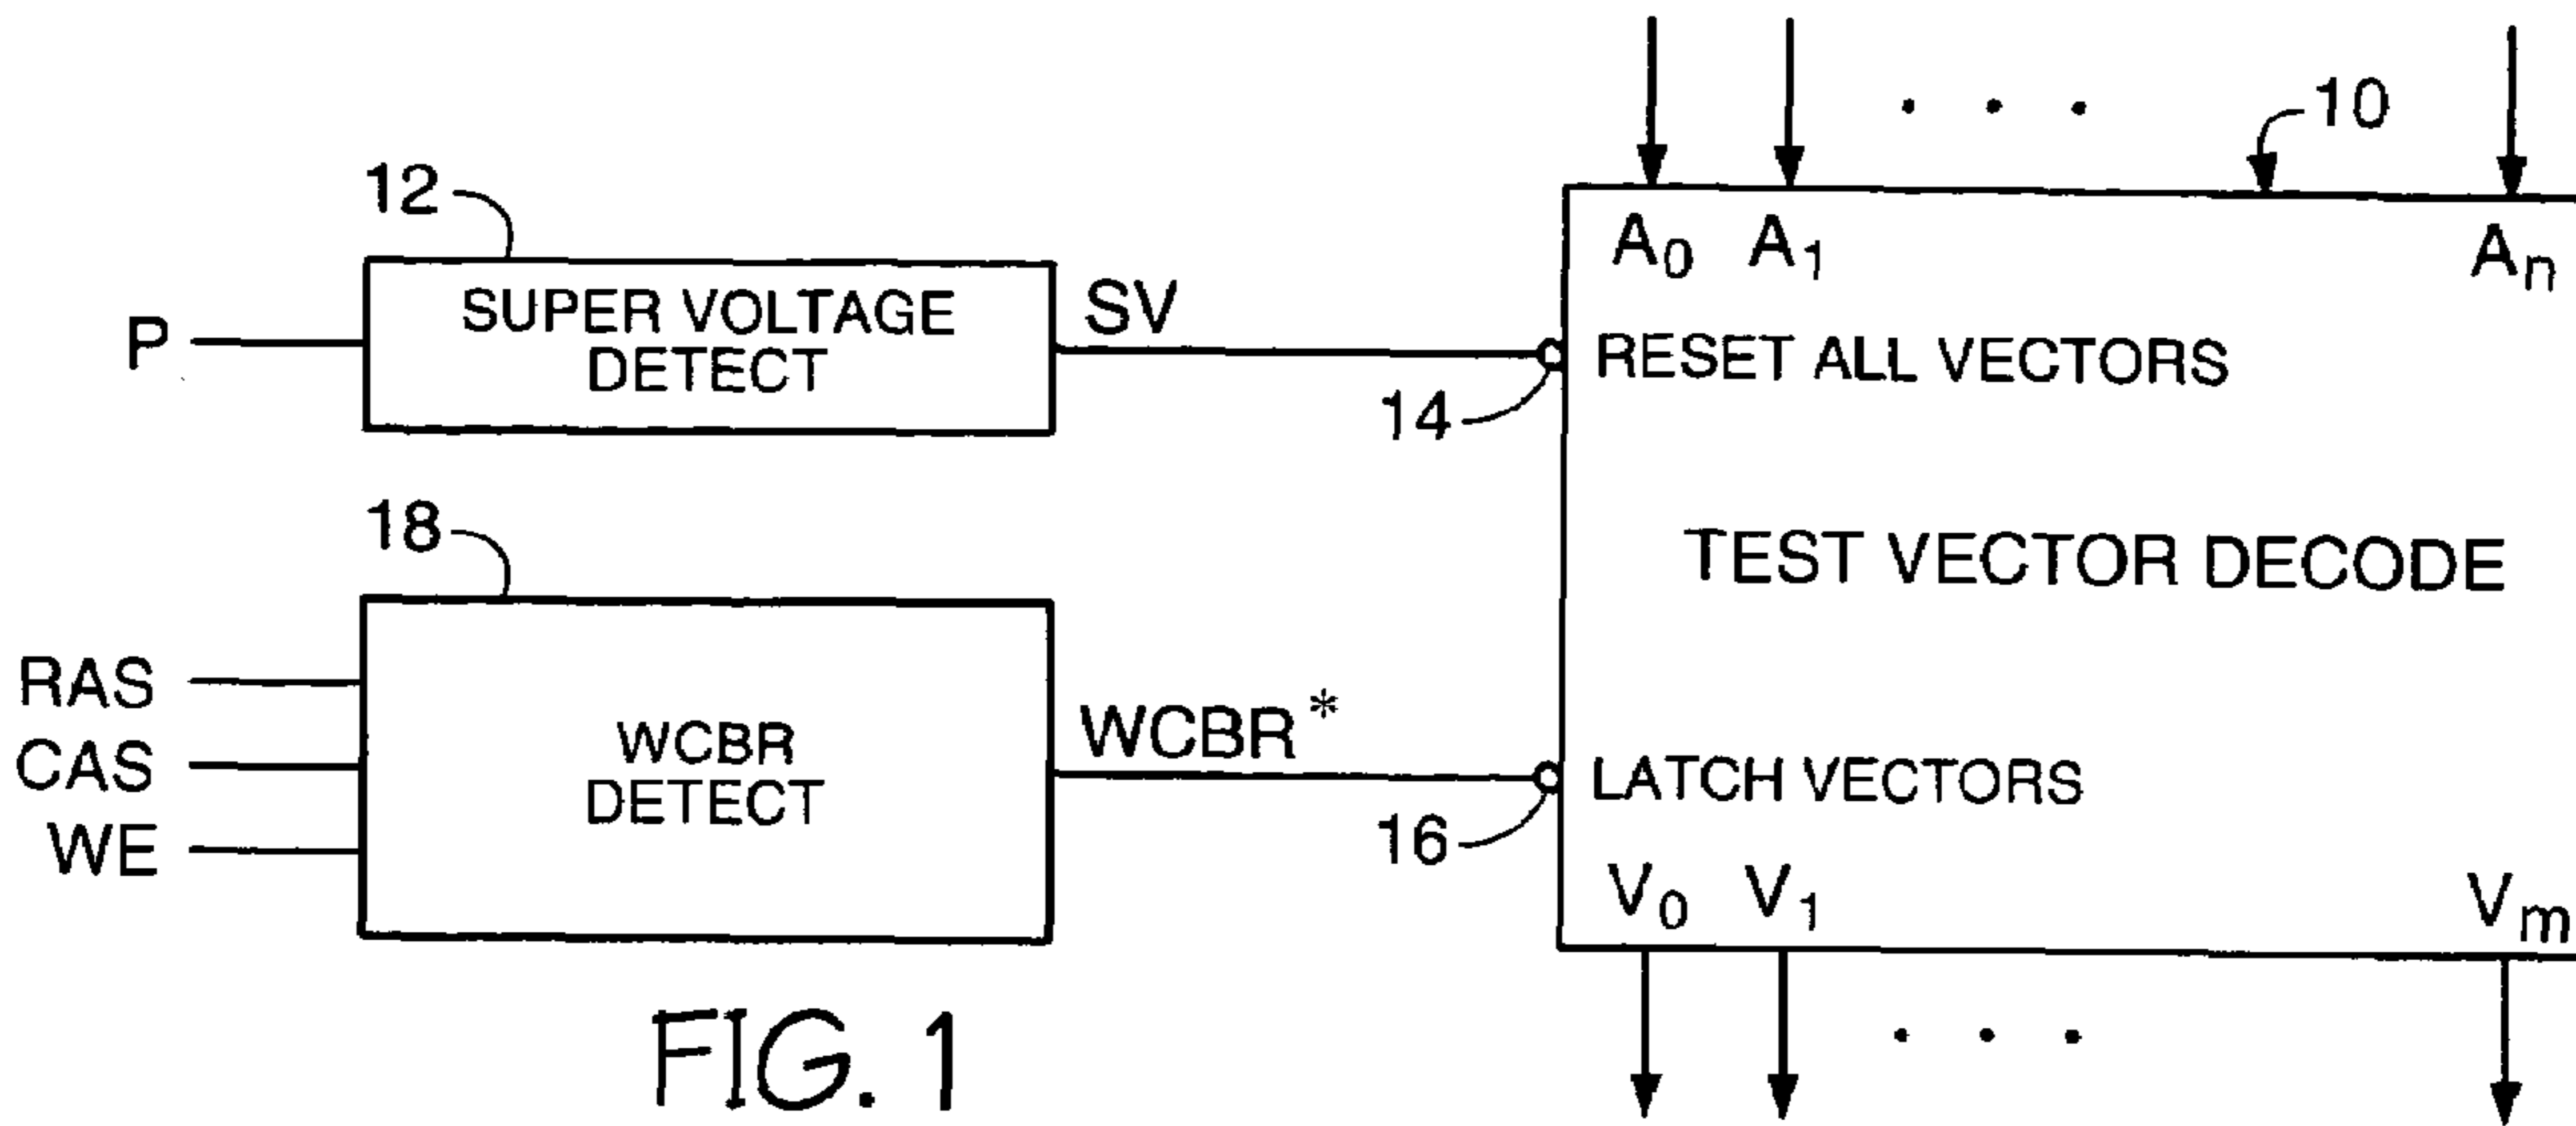 10
12
A0 A1 An
P
SUPER VOLTAGE
DETECT
SV
RESET ALL VECTORS
14
18
TEST VECTOR DECODE
RAS
CAS
WE
WCBR
DETECT
WCBR*
LATCH VECTORS
16
V0 V1 Vm
FIG. 1